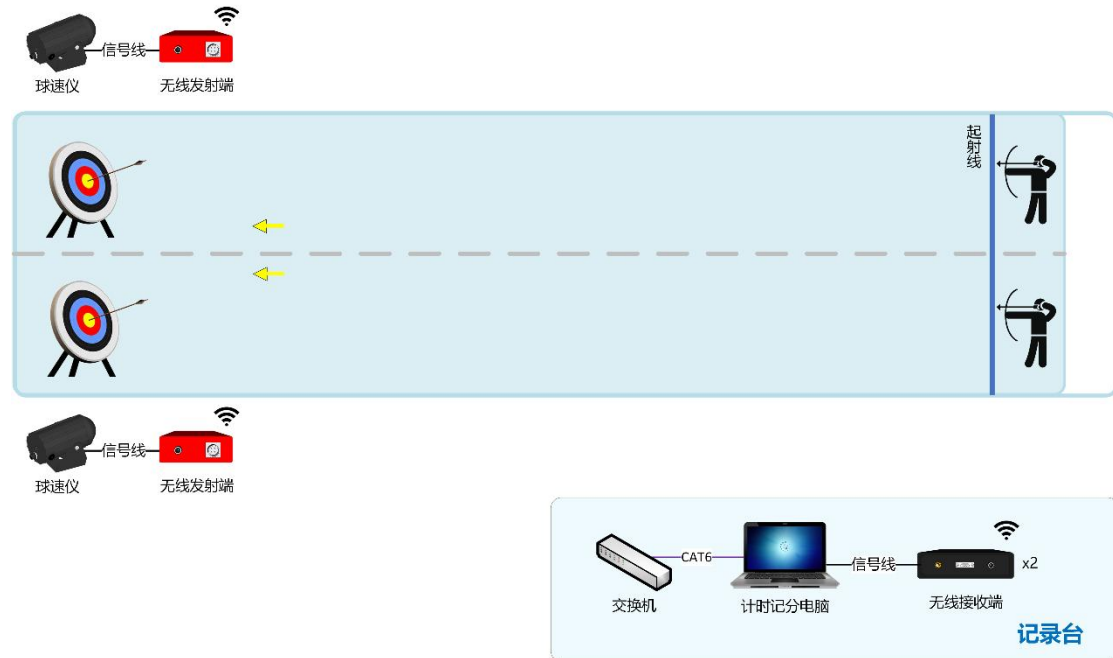 信号线
球速仪
无线发射端
起射线
信号线
球速仪
无线发射端
CAT6
信号线
x2
交换机
计时记分电脑
无线接收端
记录台